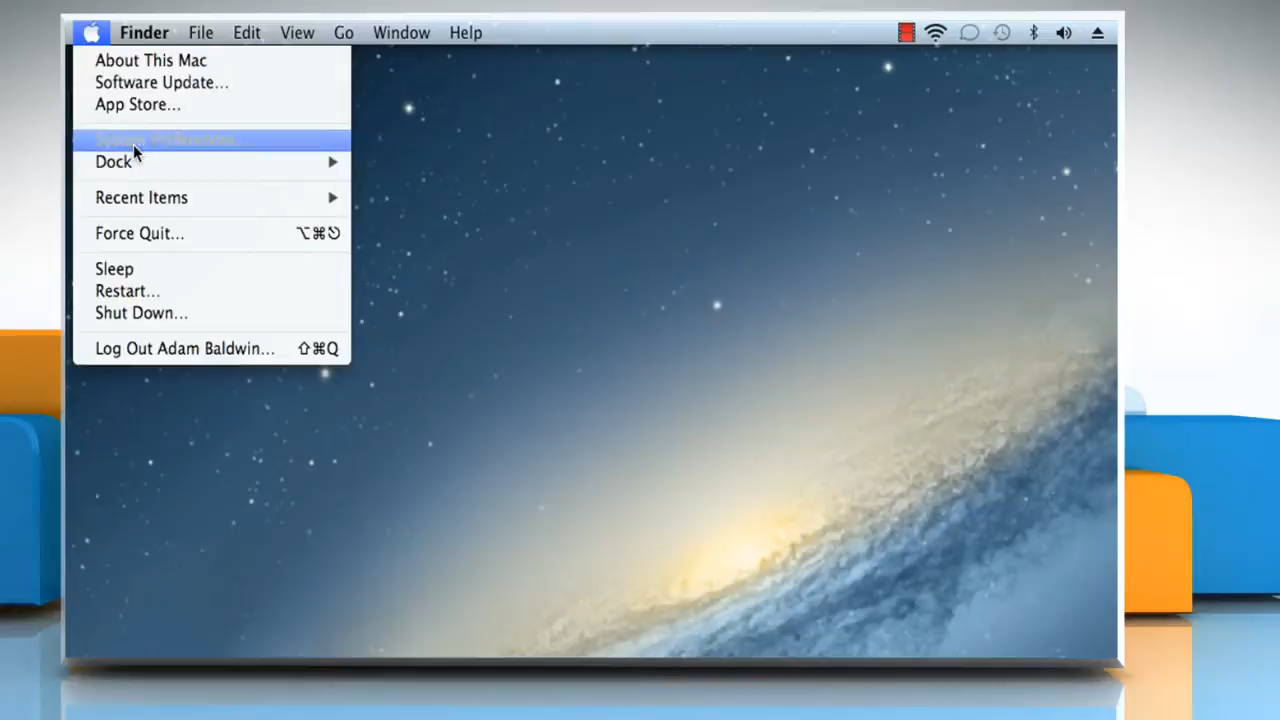 Finder File Edit View Go Window Help
About This Mac
Software Update...
App Store...
Dock
Recent Items
Force Quit... ⌥⌘⎋
Sleep
Restart...
Shut Down...
Log Out Adam Baldwin... ⇧⌘Q